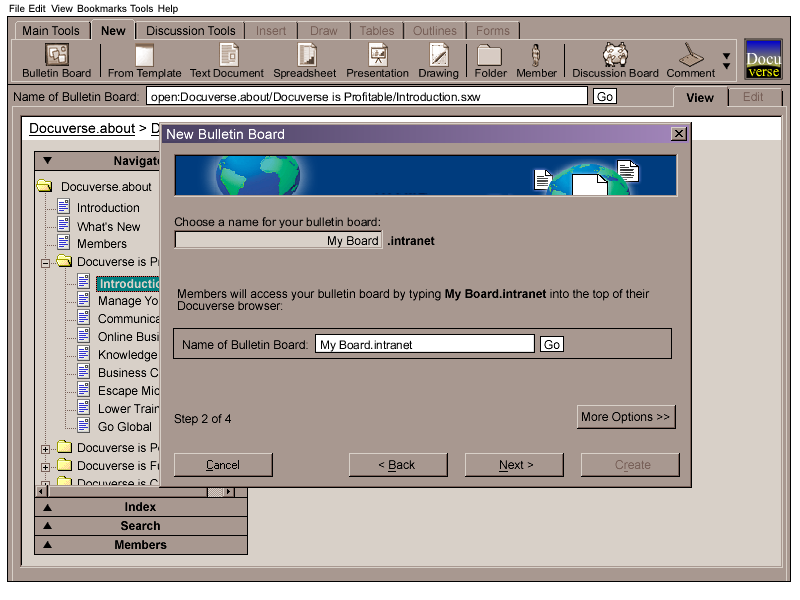 File Edit View Bookmarks Tools Help
Main Tools New Discussion Tools Insert Draw Tables Outlines Forms
Bulletin Board From Template Text Document Spreadsheet Presentation Drawing Folder Member Discussion Board Comment
Docu
verse
Name of Bulletin Board: open:Docuverse.about/Docuverse is Profitable/Introduction.sxw Go View Edit
Docuverse.about > D
New Bulletin Board
Navigat
Docuverse.about
Introduction
What's New
Members
Docuverse is P
Introductio
Manage Yo
Communica
Online Busi
Knowledge
Business C
Escape Mic
Lower Train
Go Global
Docuverse is P
Docuverse is F
Docuverse is C
Index
Search
Members
Choose a name for your bulletin board:
My Board .intranet
Members will access your bulletin board by typing My Board.intranet into the top of their
Docuverse browser:
Name of Bulletin Board: My Board.intranet Go
Step 2 of 4
More Options >>
Cancel < Back Next > Create